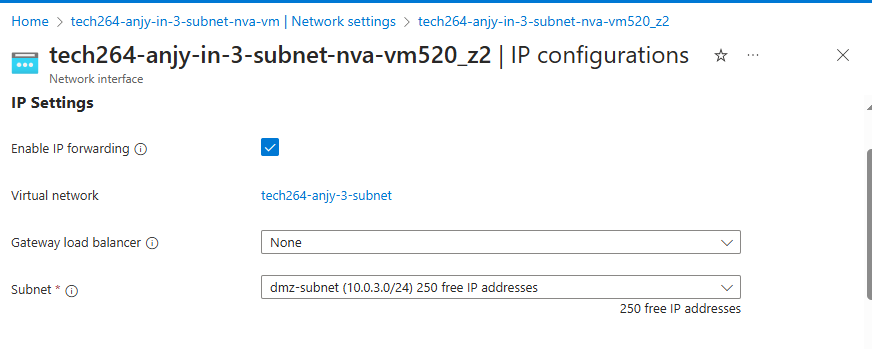 Home > tech264-anjy-in-3-subnet-nva-vm | Network settings > tech264-anjy-in-3-subnet-nva-vm520_z2
tech264-anjy-in-3-subnet-nva-vm520_z2 | IP configurations
Network interface
IP Settings
Enable IP forwarding
Virtual network tech264-anjy-3-subnet
Gateway load balancer None
Subnet * dmz-subnet (10.0.3.0/24) 250 free IP addresses
250 free IP addresses